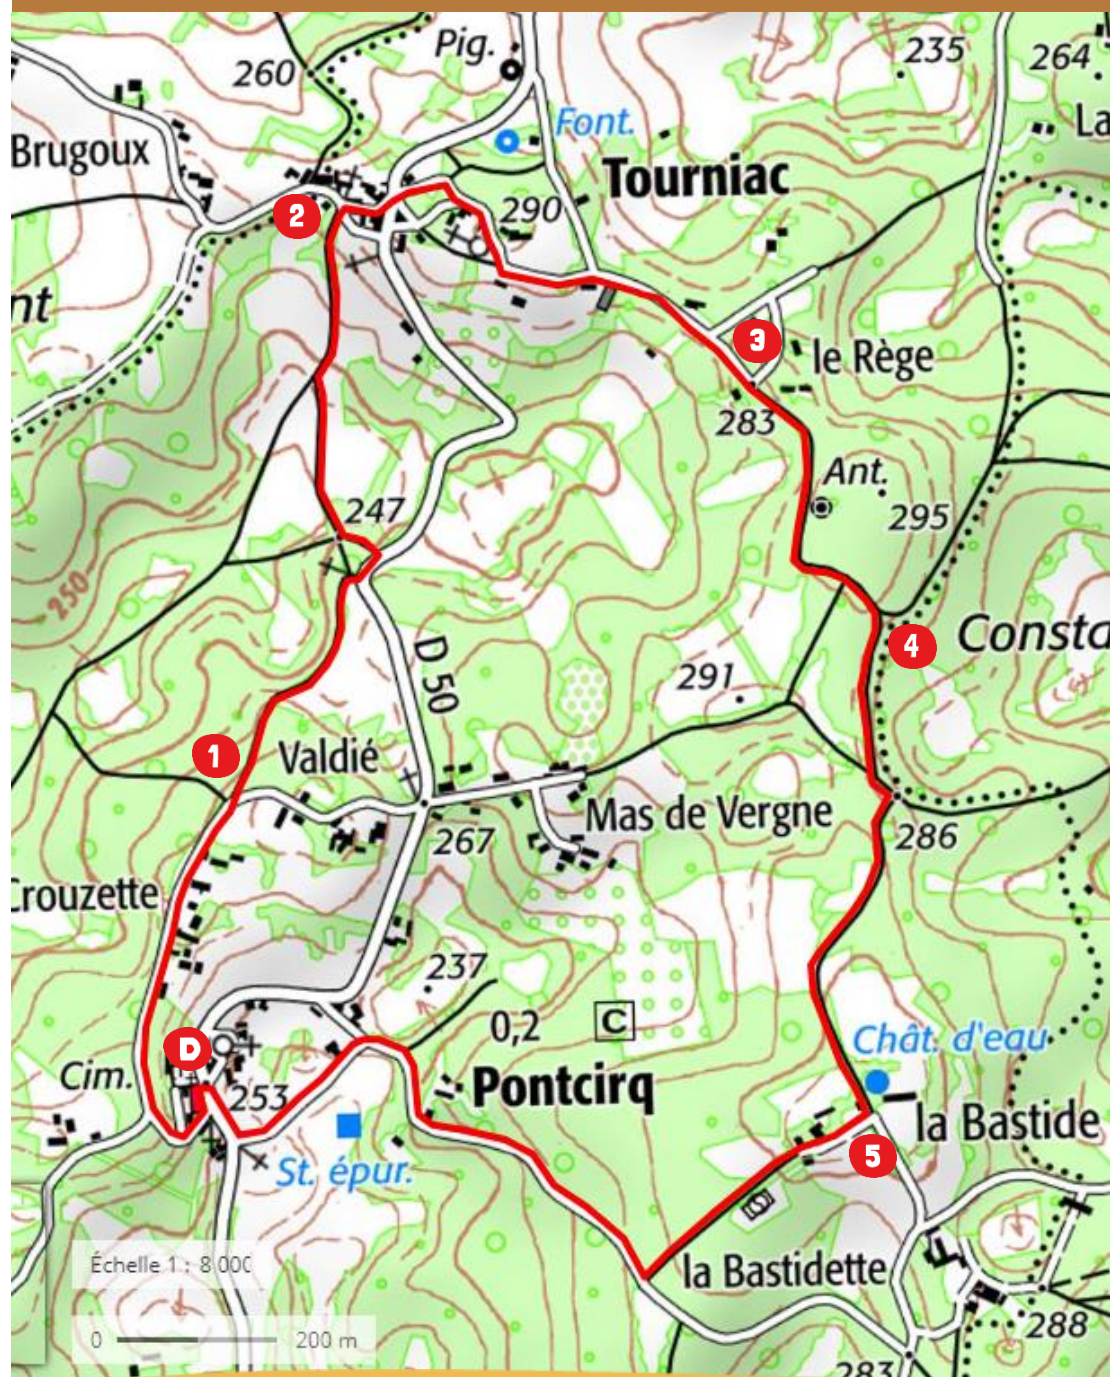 Pig.
235
264
260
Font.
La
Brugoux
Tourniac
2
290
nt
3
le Rège
283
Ant.
247
295
250
4
Consta
D 50
291
1
Valdié
Mas de Vergne
267
286
Crouzette
237
0,2
C
D
Chât. d'eau
Cim.
253
Pontcirq
la Bastide
St. épur.
5
Échelle 1 : 8 000
la Bastidette
0 200 m
288
283